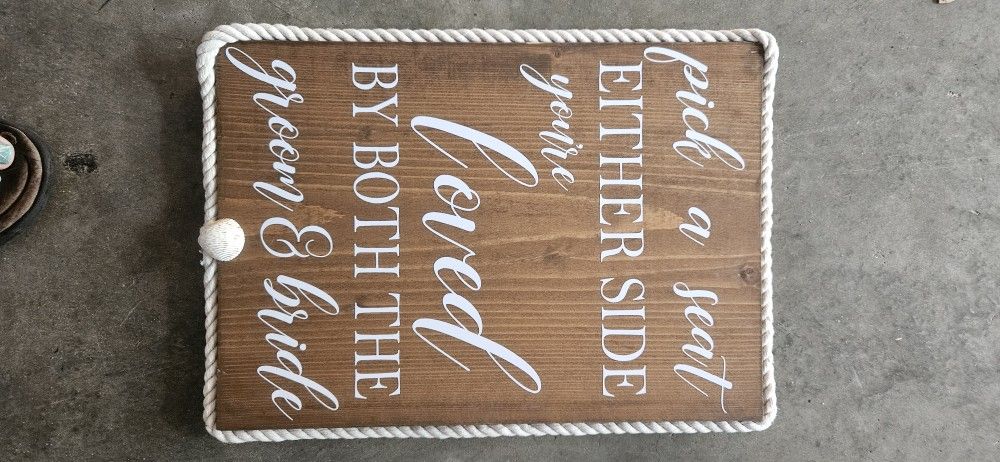 pick a seat
EITHER SIDE
you're
loved
BY BOTH THE
groom & bride